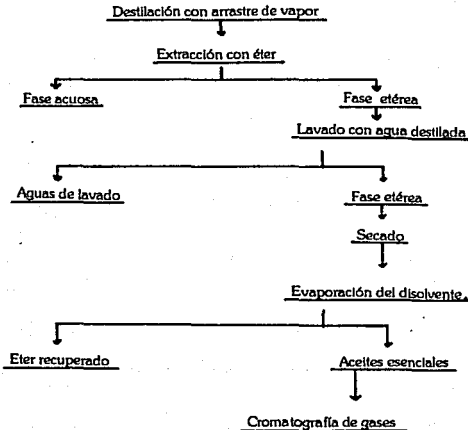 Destilación con arrastre de vapor
Extracción con éter
Fase acuosa
Fase etérea
Lavado con agua destilada
Aguas de lavado
Fase etérea
Secado
Evaporación del disolvente.
Eter recuperado
Aceites esenciales
Cromatografía de gases